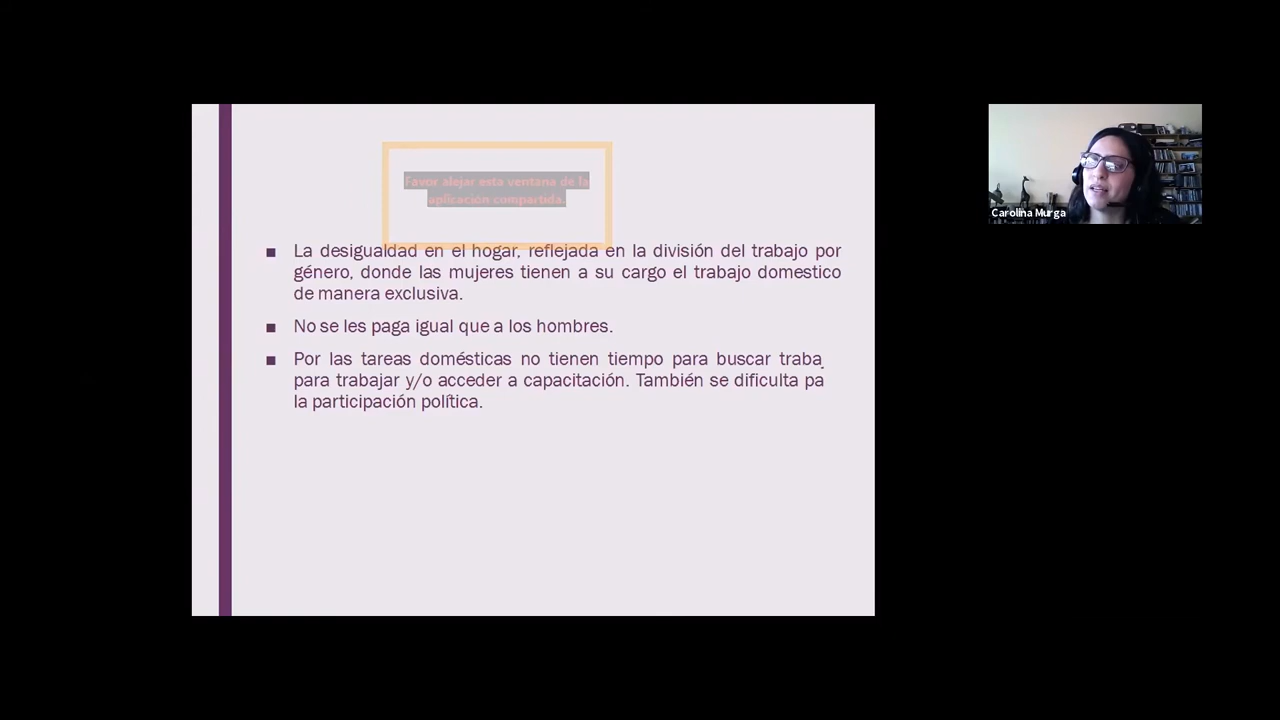 Favor alejar esta ventana de la
aplicación compartida.
La desigualdad en el hogar, reflejada en la división del trabajo por
género, donde las mujeres tienen a su cargo el trabajo domestico
de manera exclusiva.
No se les paga igual que a los hombres.
Por las tareas domésticas no tienen tiempo para buscar traba
para trabajar y/o acceder a capacitación. También se dificulta pa
la participación política.
Carolina Murga